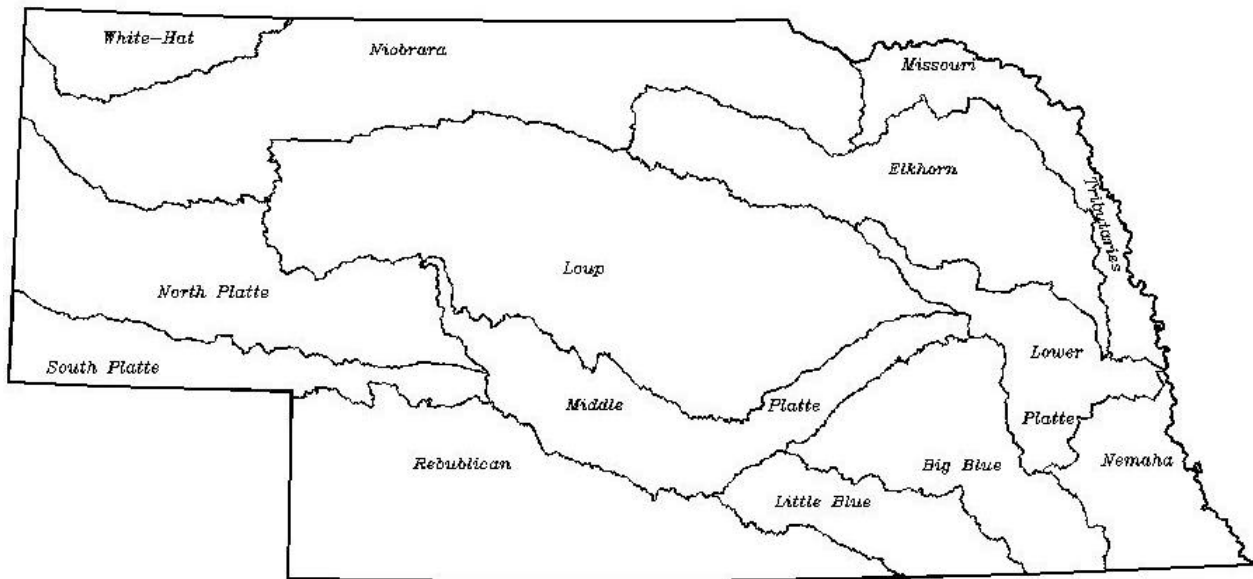 White-Hat
Niobrara
Missouri
Elkhorn
Tributaries
Loup
North Platte
South Platte
Lower
Middle
Platte
Platte
Rebublican
Big Blue
Nemaha
Little Blue